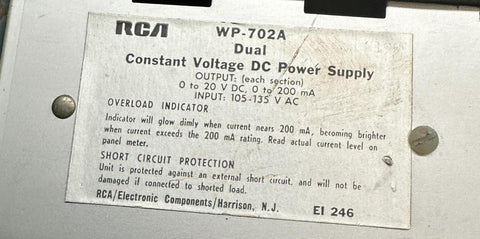 RCA WP-702A
Dual
Constant Voltage DC Power Supply
OUTPUT: (each section)
0 to 20 V DC, 0 to 200 mA
INPUT: 105-135 V AC
OVERLOAD INDICATOR
Indicator will glow dimly when current nears 200 mA, becoming brighter
when current exceeds the 200 mA rating. Read actual current level on
panel meter.
SHORT CIRCUIT PROTECTION
Unit is protected against an external short circuit, and will not be
damaged if connected to shorted load.
RCA/Electronic Components/Harrison, N.J. EI 246